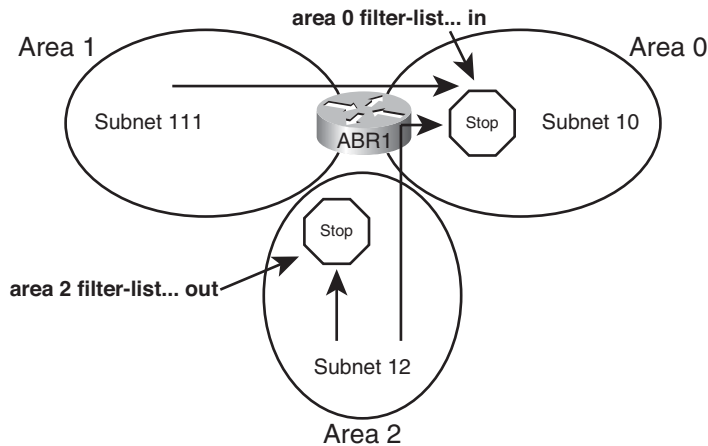 area 0 filter-list... in
Area 1
Area 0
Subnet 111
ABR1
Stop
Subnet 10
Stop
area 2 filter-list... out
Subnet 12
Area 2